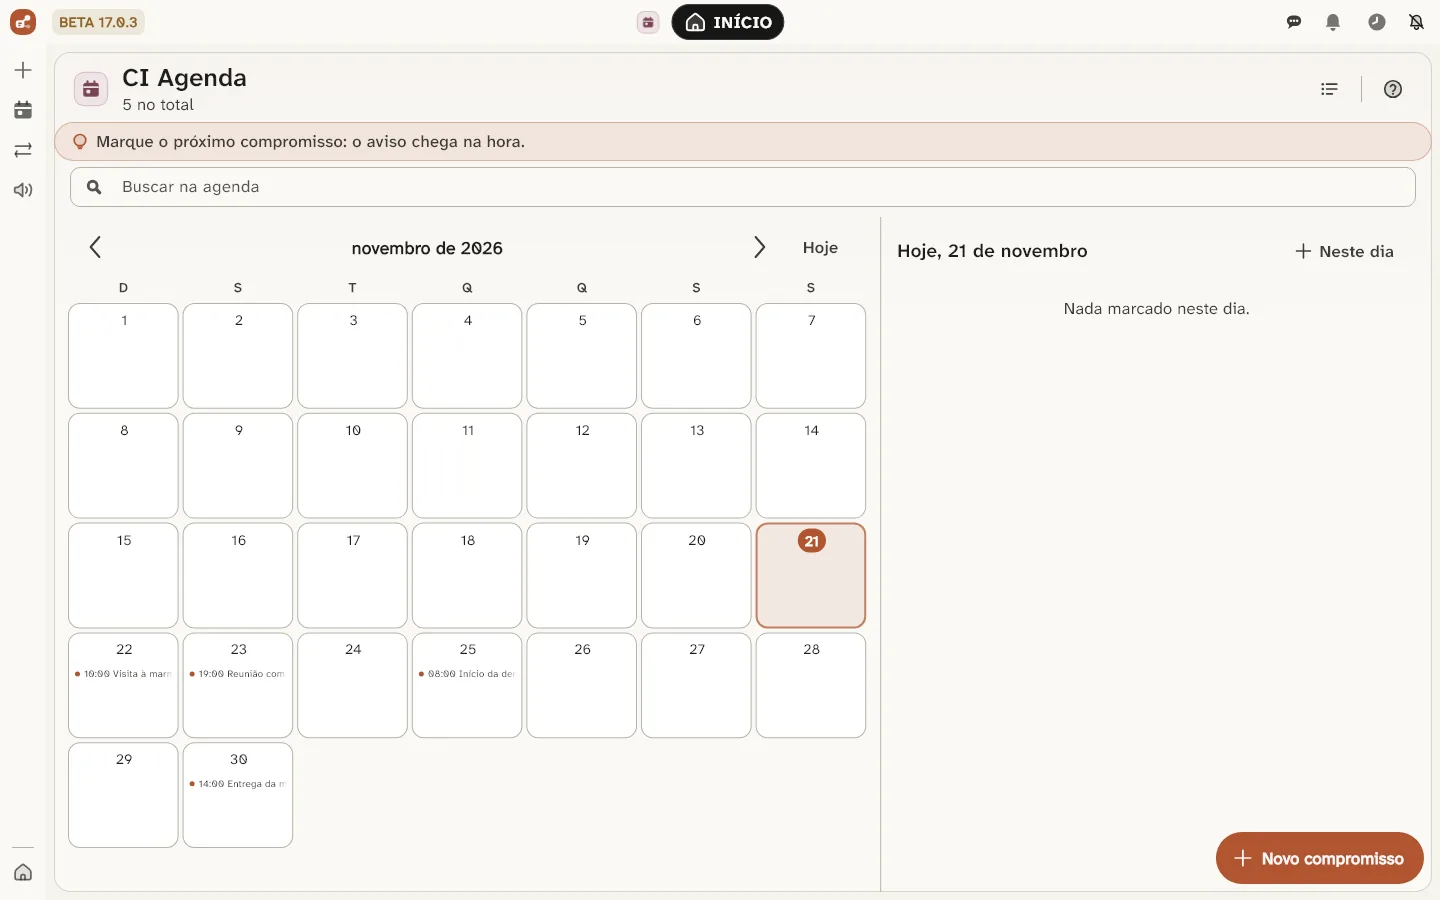 BETA 17.0.3
INÍCIO
CI Agenda
5 no total
Marque o próximo compromisso: o aviso chega na hora.
Buscar na agenda
novembro de 2026
Hoje
D S T Q Q S S
1 2 3 4 5 6 7
8 9 10 11 12 13 14
15 16 17 18 19 20 21
22 23 24 25 26 27 28
10:00 Visita à
19:00 Reunião com
08:00 Início da
29 30
14:00 Entrega da
Hoje, 21 de novembro
Neste dia
Nada marcado neste dia.
Novo compromisso